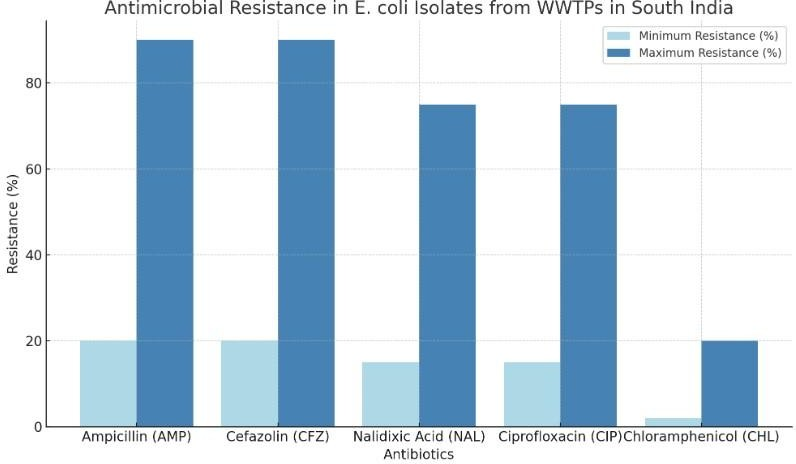 Antimicrobial Resistance in E. coli Isolates from WWTPs in South India
Minimum Resistance (%)
Maximum Resistance (%)
Resistance (%)
80
60
40
20
0
Ampicillin (AMP) Cefazolin (CFZ) Nalidixic Acid (NAL) Ciprofloxacin (CIP) Chloramphenicol (CHL)
Antibiotics